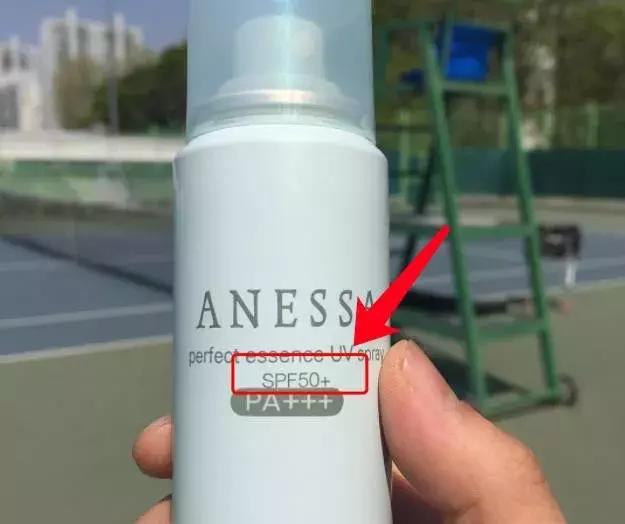 ANESSA
perfect essence UV spray
SPF50+
PA+++